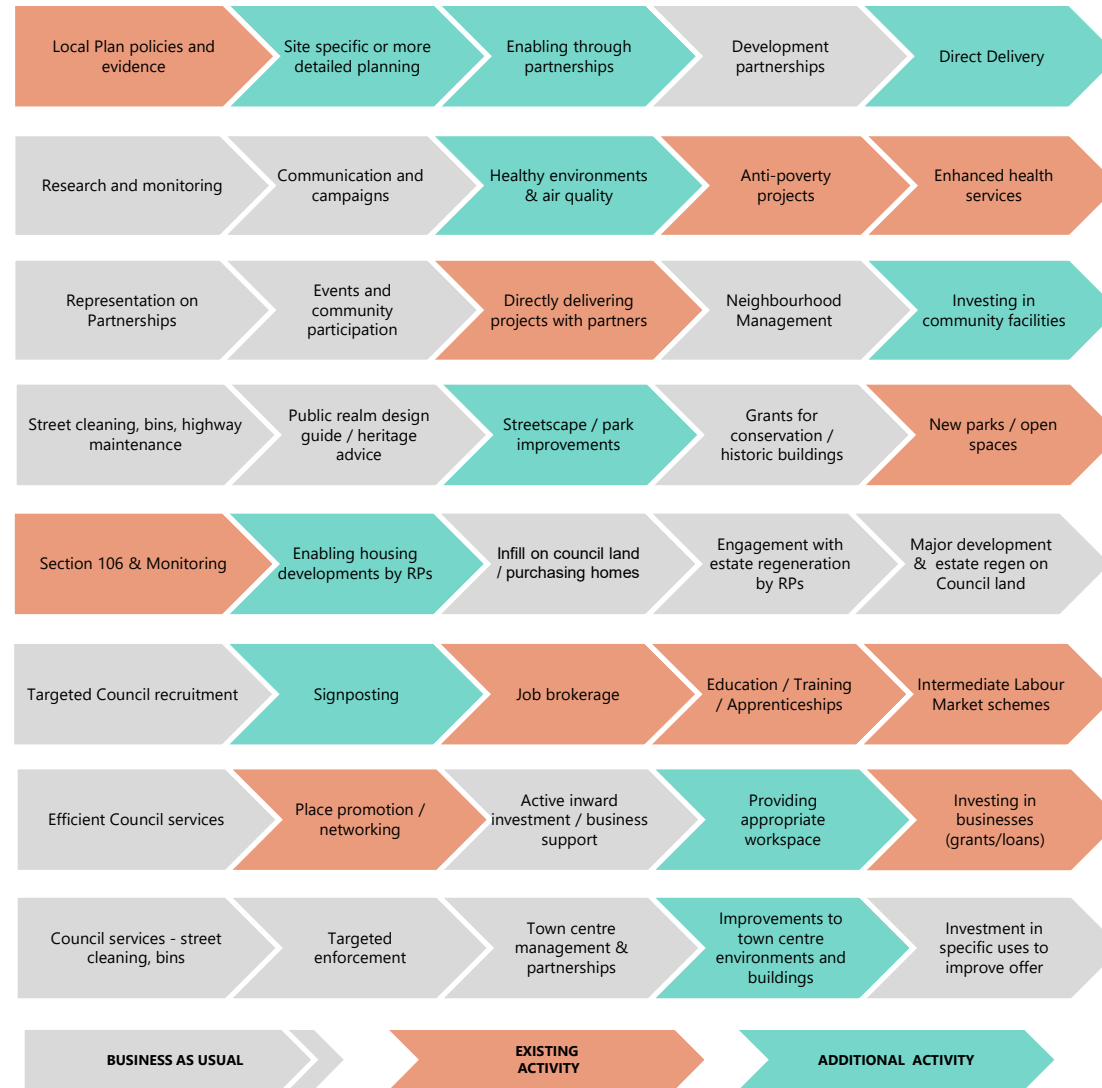 Local Plan policies and
evidence
Site specific or more
detailed planning
Enabling through
partnerships
Development
partnerships
Direct Delivery
Research and monitoring
Communication and
campaigns
Healthy environments
& air quality
Anti-poverty
projects
Enhanced health
services
Representation on
Partnerships
Events and
community
participation
Directly delivering
projects with partners
Neighbourhood
Management
Investing in
community facilities
Street cleaning, bins, highway
maintenance
Public realm design
guide / heritage
advice
Streetscape / park
improvements
Grants for
conservation /
historic buildings
New parks / open
spaces
Section 106 & Monitoring
Enabling housing
developments by RPs
Infill on council land
/ purchasing homes
Engagement with
estate regeneration
by RPs
Major development
& estate regen on
Council land
Targeted Council recruitment
Signposting
Job brokerage
Education / Training
/ Apprenticeships
Intermediate Labour
Market schemes
Efficient Council services
Place promotion /
networking
Active inward
investment / business
support
Providing
appropriate
workspace
Investing in
businesses
(grants/loans)
Council services - street
cleaning, bins
Targeted
enforcement
Town centre
management &
partnerships
Improvements to
town centre
environments and
buildings
Investment in
specific uses to
improve offer
BUSINESS AS USUAL
EXISTING
ACTIVITY
ADDITIONAL ACTIVITY